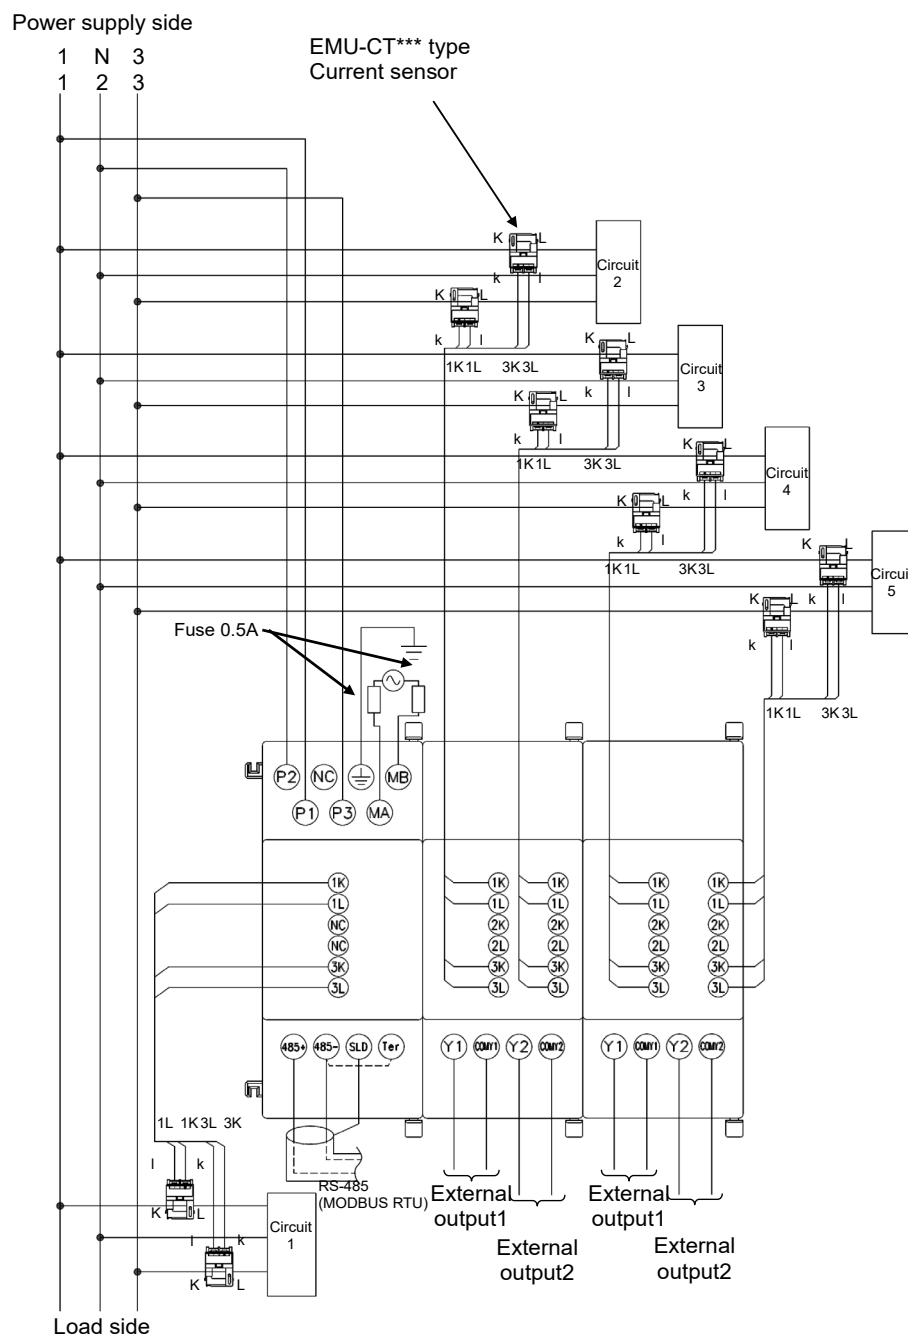 Power supply side
1 N 3
1 2 3
EMU-CT*** type
Current sensor
K L
Circuit
2
k l
K L
k l
1K1L 3K3L
K L
Circuit
3
k l
K L
k l
1K1L 3K3L
K L
Circuit
4
k l
K L
k l
1K1L 3K3L
K L
Circui
5
k l
K L
k l
1K1L 3K3L
Fuse 0.5A
P2 NC MB
P1 P3 MA
1K 1K 1K 1K 1K
1L 1L 1L 1L 1L
NC 2K 2K 2K 2K
NC 2L 2L 2L 2L
3K 3K 3K 3K 3K
3L 3L 3L 3L 3L
485+ 485- SLD Ter Y1 COMY1 Y2 COMY2 Y1 COMY1 Y2 COMY2
1L 1K 3L 3K
l k
K L
l k
K L
Circuit
1
RS-485
(MODBUS RTU)
External
output1
External
output2
External
output1
External
output2
Load side